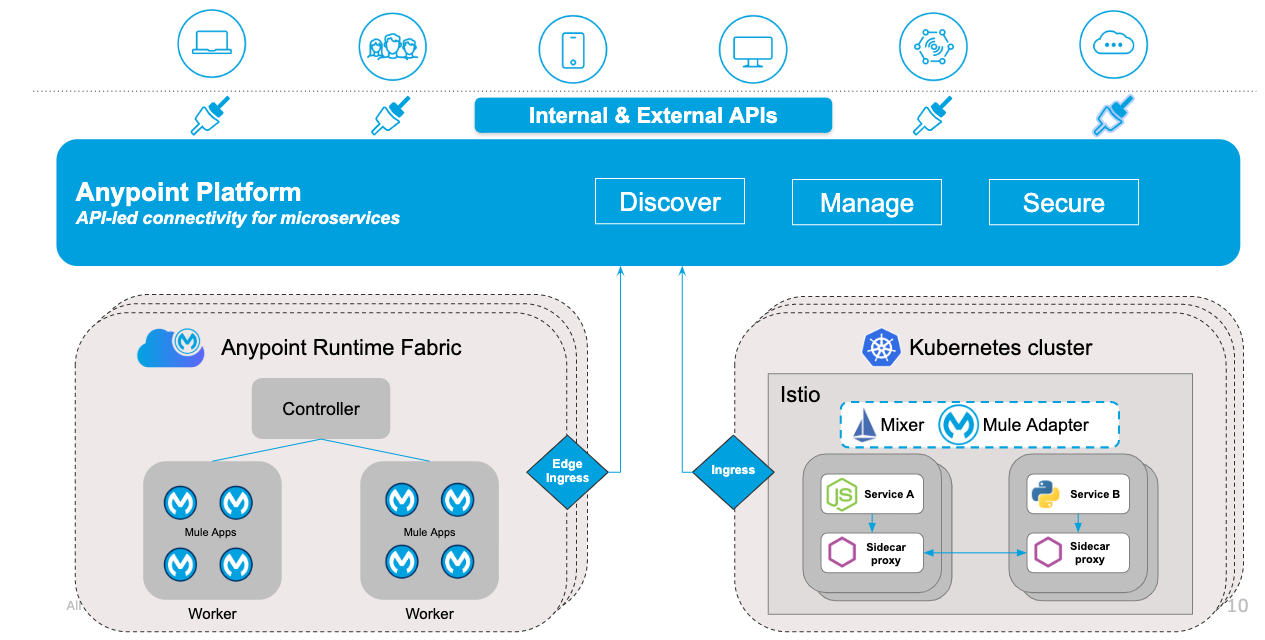 Internal & External APIs
Anypoint Platform
API-led connectivity for microservices
Discover
Manage
Secure
Anypoint Runtime Fabric
Controller
Mule Apps
Mule Apps
Worker
Worker
Edge
Ingress
Ingress
Kubernetes cluster
Istio
Mixer
Mule Adapter
JS
Service A
Sidecar
proxy
Service B
Sidecar
proxy
All
10